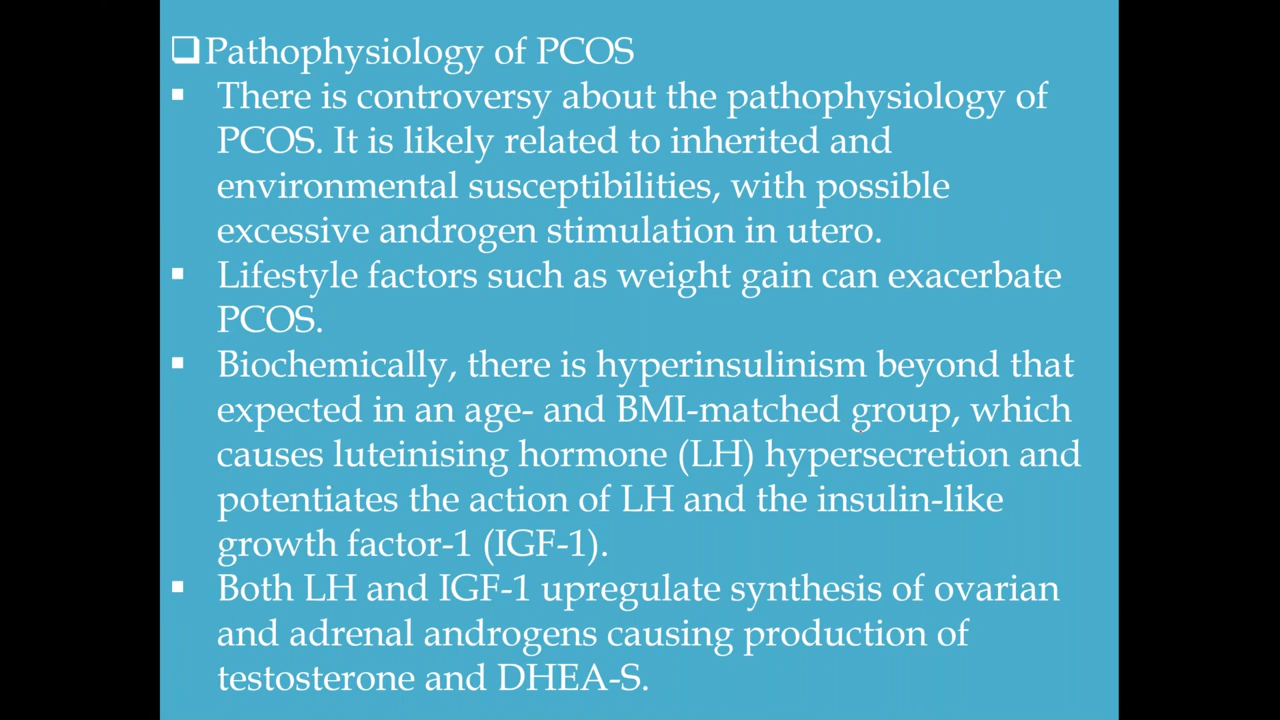 ❑Pathophysiology of PCOS
▪ There is controversy about the pathophysiology of
PCOS. It is likely related to inherited and
environmental susceptibilities, with possible
excessive androgen stimulation in utero.
▪ Lifestyle factors such as weight gain can exacerbate
PCOS.
▪ Biochemically, there is hyperinsulinism beyond that
expected in an age- and BMI-matched group, which
causes luteinising hormone (LH) hypersecretion and
potentiates the action of LH and the insulin-like
growth factor-1 (IGF-1).
▪ Both LH and IGF-1 upregulate synthesis of ovarian
and adrenal androgens causing production of
testosterone and DHEA-S.